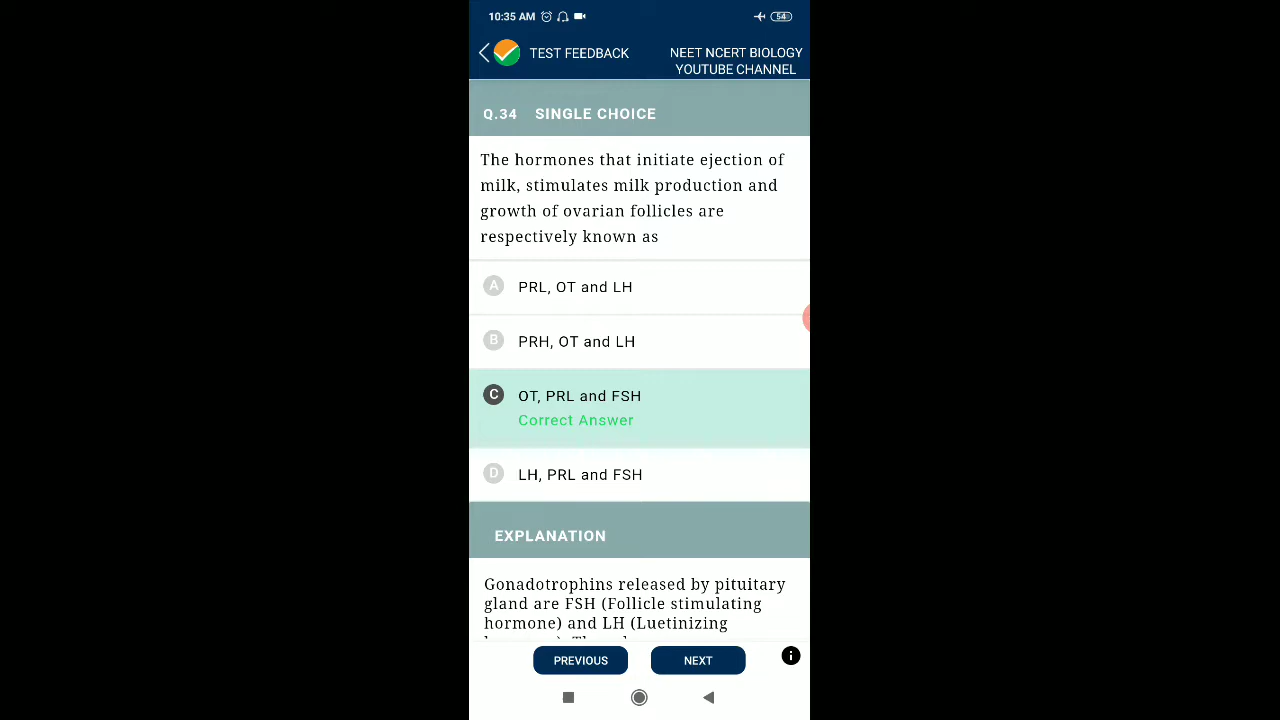 10:35 AM
54
TEST FEEDBACK
NEET NCERT BIOLOGY
YOUTUBE CHANNEL
Q.34 SINGLE CHOICE
The hormones that initiate ejection of
milk, stimulates milk production and
growth of ovarian follicles are
respectively known as
A PRL, OT and LH
B PRH, OT and LH
C OT, PRL and FSH
Correct Answer
D LH, PRL and FSH
EXPLANATION
Gonadotrophins released by pituitary
gland are FSH (Follicle stimulating
hormone) and LH (Luetinizing
PREVIOUS
NEXT